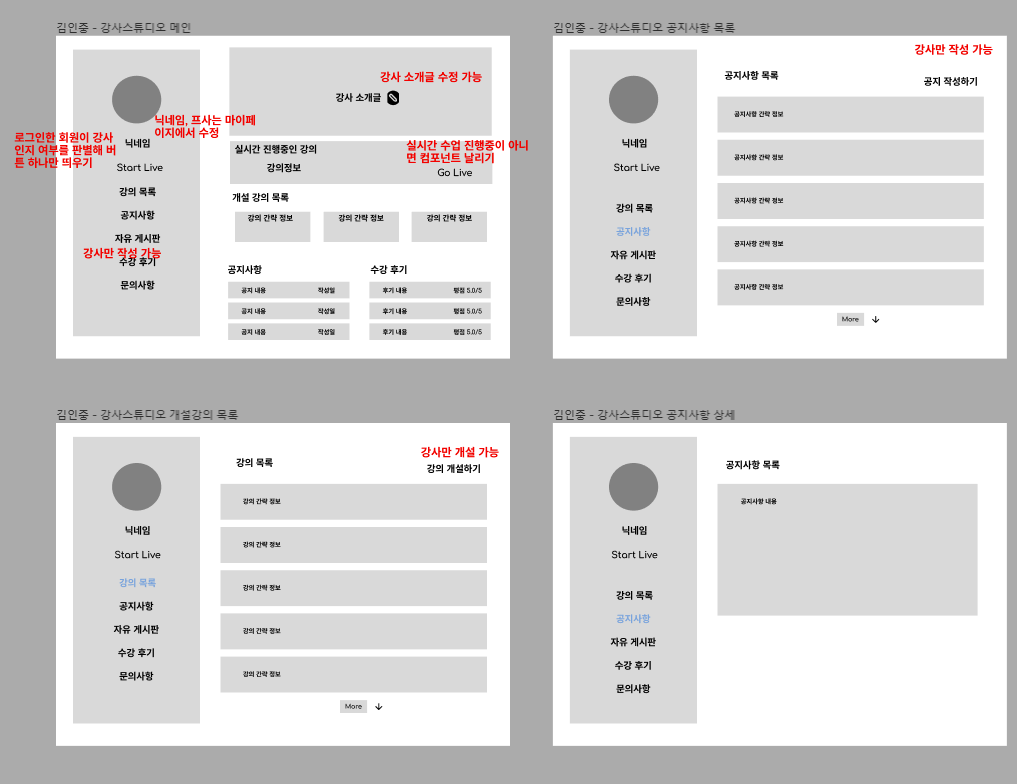 김인중 - 강사스튜디오 메인
강사 소개글 수정 가능
강사 소개글
닉네임, 프사는 마이페
이지에서 수정
로그인한 회원이 강사
인지 여부를 판별해 버
튼 하나만 띄우기
닉네임
Start Live
강의 목록
공지사항
자유 게시판
강사만 작성 가능
수강 후기
문의사항
실시간 진행중인 강의
강의정보
실시간 수업 진행중이 아니
면 컴포넌트 날리기
Go Live
개설 강의 목록
강의 간략 정보
강의 간략 정보
강의 간략 정보
공지사항
공지 내용 작성일
공지 내용 작성일
공지 내용 작성일
수강 후기
후기 내용 평점 5.0/5
후기 내용 평점 5.0/5
후기 내용 평점 5.0/5
김인중 - 강사스튜디오 공지사항 목록
강사만 작성 가능
공지사항 목록
공지 작성하기
닉네임
Start Live
강의 목록
공지사항
자유 게시판
수강 후기
문의사항
공지사항 간략 정보
공지사항 간략 정보
공지사항 간략 정보
공지사항 간략 정보
공지사항 간략 정보
More
김인중 - 강사스튜디오 개설강의 목록
강사만 개설 가능
강의 목록
강의 개설하기
닉네임
Start Live
강의 목록
공지사항
자유 게시판
수강 후기
문의사항
강의 간략 정보
강의 간략 정보
강의 간략 정보
강의 간략 정보
강의 간략 정보
More
김인중 - 강사스튜디오 공지사항 상세
공지사항 목록
공지사항 내용
닉네임
Start Live
강의 목록
공지사항
자유 게시판
수강 후기
문의사항